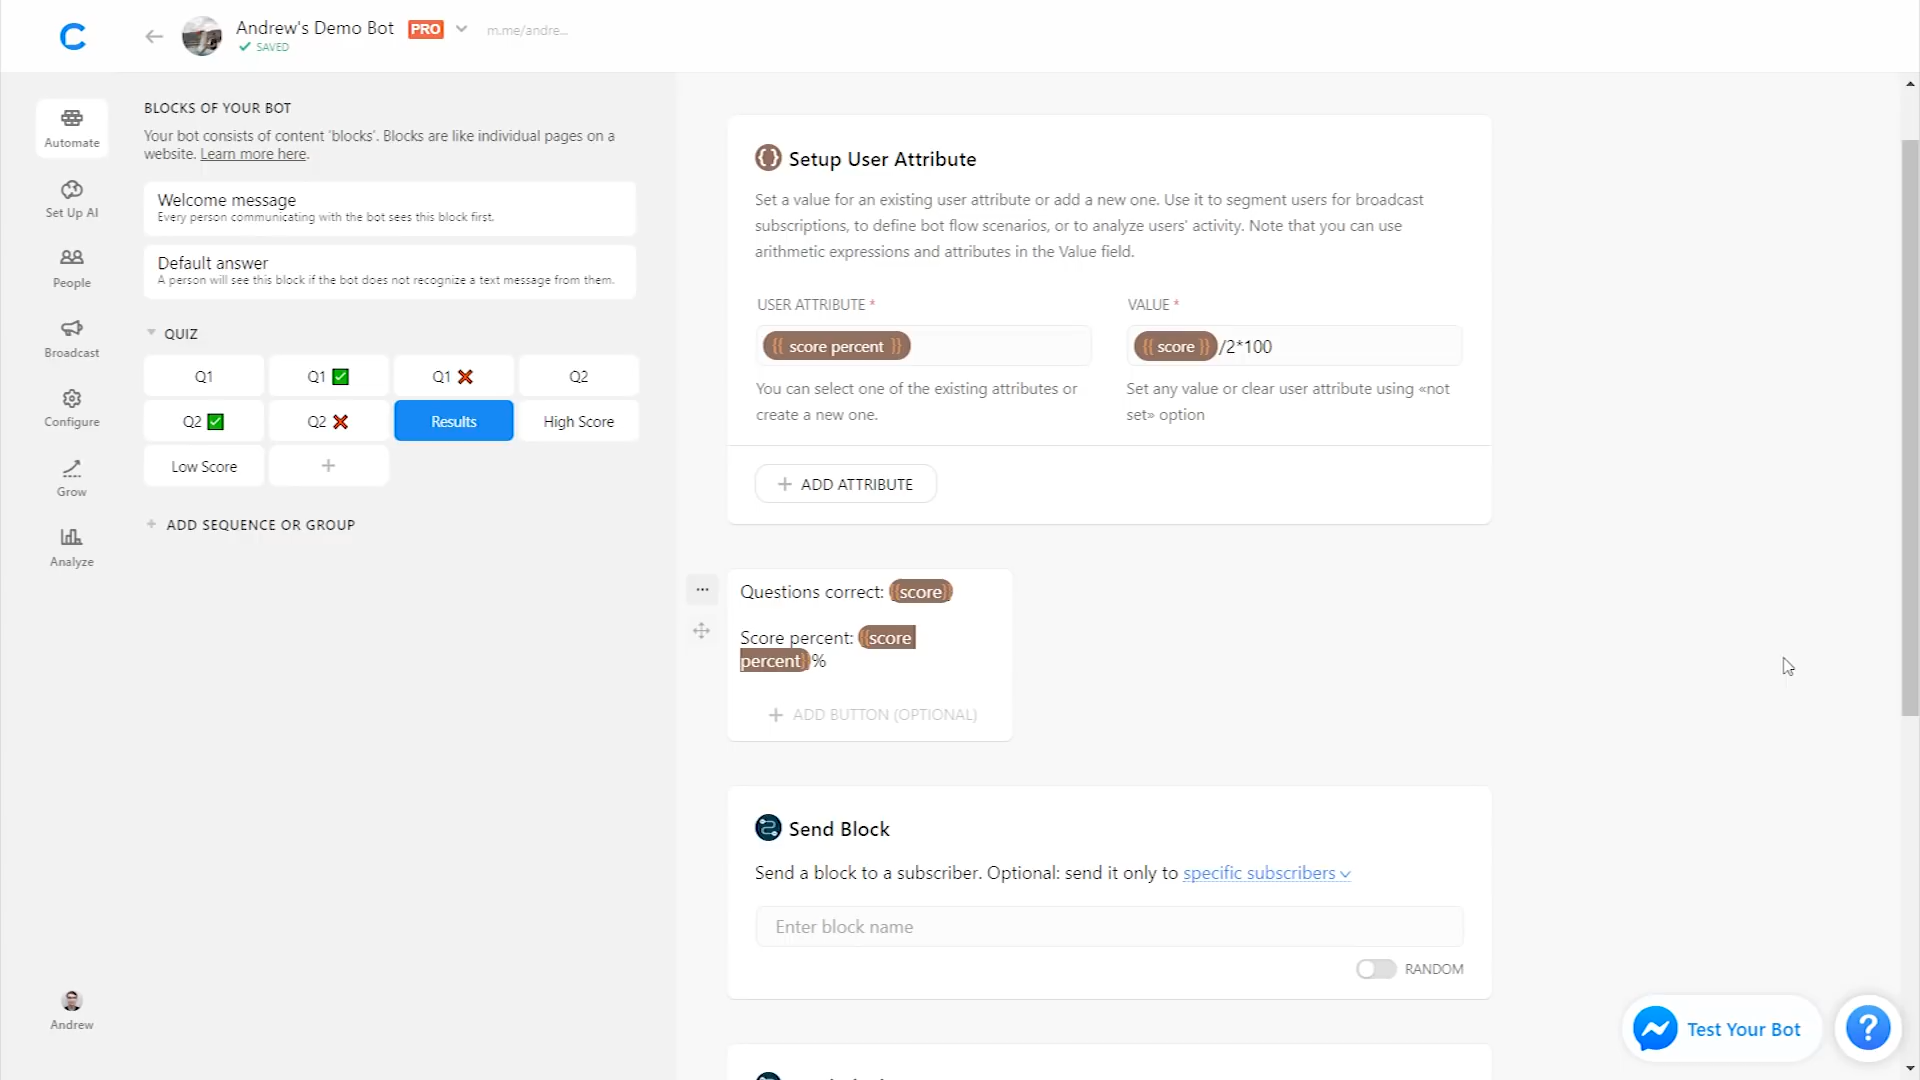 Andrew's Demo Bot PRO m.me/andre...
SAVED
Automate
Set Up AI
People
Broadcast
Configure
Grow
Analyze
Andrew
BLOCKS OF YOUR BOT
Your bot consists of content 'blocks'. Blocks are like individual pages on a
website. Learn more here.
Welcome message
Every person communicating with the bot sees this block first.
Default answer
A person will see this block if the bot does not recognize a text message from them.
QUIZ
Q1 Q1 ✅ Q1 ❌ Q2
Q2 ✅ Q2 ❌ Results High Score
Low Score +
+ ADD SEQUENCE OR GROUP
Setup User Attribute
Set a value for an existing user attribute or add a new one. Use it to segment users for broadcast
subscriptions, to define bot flow scenarios, or to analyze users' activity. Note that you can use
arithmetic expressions and attributes in the Value field.
USER ATTRIBUTE * VALUE *
{{ score percent }} {{ score }}/2*100
You can select one of the existing attributes or
create a new one.
Set any value or clear user attribute using «not
set» option
+ ADD ATTRIBUTE
Questions correct: {{score}}
Score percent: {{score
percent}}%
+ ADD BUTTON (OPTIONAL)
Send Block
Send a block to a subscriber. Optional: send it only to specific subscribers
Enter block name
RANDOM
Test Your Bot ?